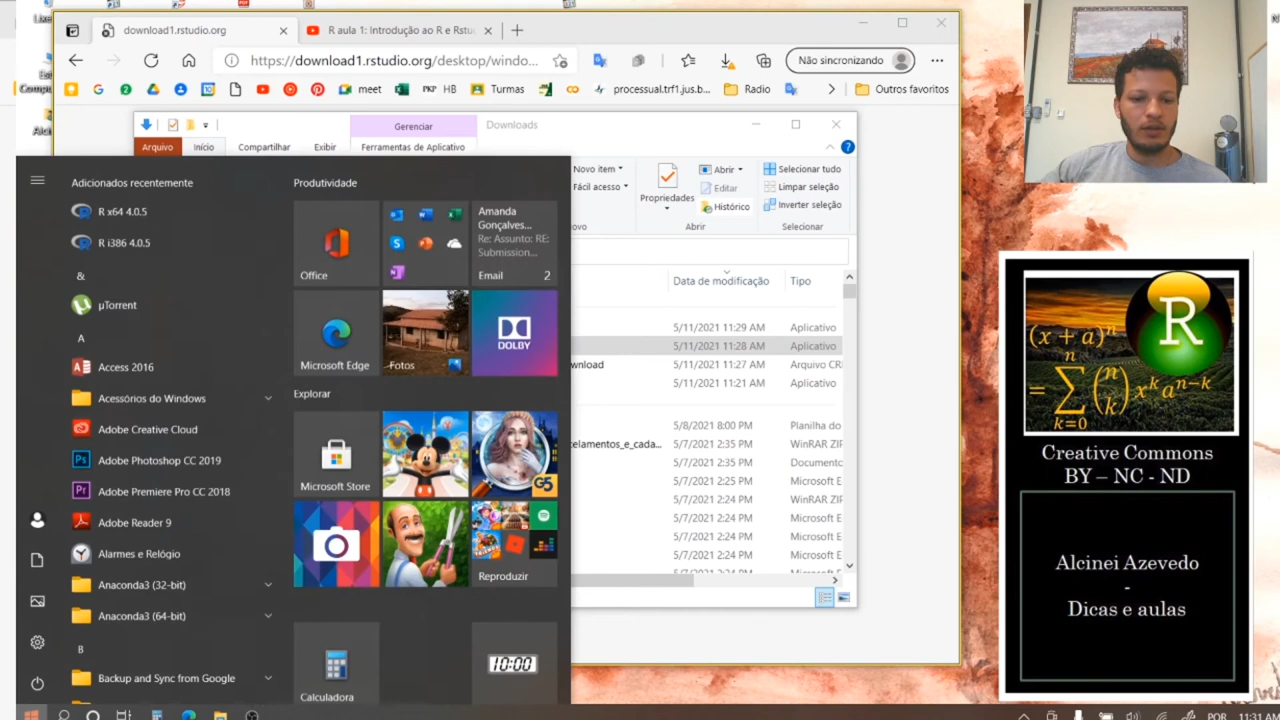 download1.rstudio.org
R aula 1: Introdução ao R e Rstu
https://download1.rstudio.org/desktop/windo...
Não sincronizando
meet
HB
Turmas
processual.trf1.jus.b...
Radio
Outros favoritos
Gerenciar
Downloads
Arquivo
Início
Compartilhar
Exibir
Ferramentas de Aplicativo
Novo item
Fácil acesso
ovo
Propriedades
Abrir
Editar
Histórico
Abrir
Selecionar tudo
Limpar seleção
Inverter seleção
Selecionar
Data de modificação
Tipo
5/11/2021 11:29 AM Aplicativo
5/11/2021 11:28 AM Aplicativo
wnload 5/11/2021 11:27 AM Arquivo CR
5/11/2021 11:21 AM Aplicativo
5/8/2021 8:00 PM Planilha do
celamentos_e_cada... 5/7/2021 2:35 PM WinRAR ZIP
5/7/2021 2:35 PM Documento
5/7/2021 2:25 PM Microsoft E
5/7/2021 2:24 PM WinRAR ZIP
5/7/2021 2:24 PM Microsoft E
5/7/2021 2:24 PM Microsoft E
5/7/2021 2:24 PM Microsoft E
Adicionados recentemente
R x64 4.0.5
R i386 4.0.5
&
µTorrent
A
Access 2016
Acessórios do Windows
Adobe Creative Cloud
Adobe Photoshop CC 2019
Adobe Premiere Pro CC 2018
Adobe Reader 9
Alarmes e Relógio
Anaconda3 (32-bit)
Anaconda3 (64-bit)
B
Backup and Sync from Google
Produtividade
Office
Amanda
Gonçalves...
Re: Assunto: RE:
Submission...
Email 2
Microsoft Edge
Fotos
DOLBY
Explorar
Microsoft Store
G5
Reproduzir
Calculadora
10:00
POR
11:31 AM
R
(x + a)^n
= ∑ n k=0 (n k) x^k a^{n-k}
Creative Commons
BY – NC - ND
Alcinei Azevedo
-
Dicas e aulas